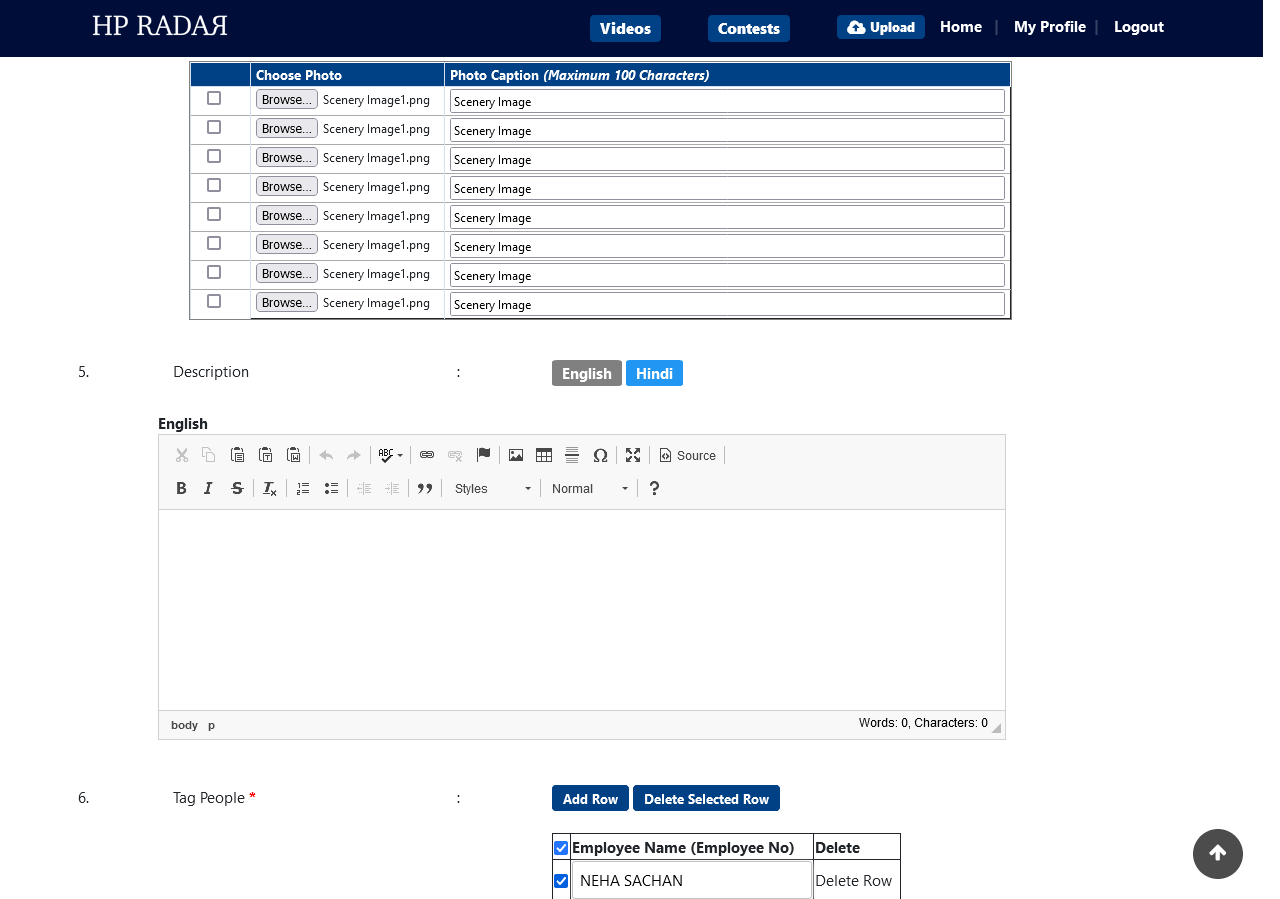 HP RADAЯ Videos Contests Upload Home | My Profile | Logout
Choose Photo Photo Caption (Maximum 100 Characters)
Browse... Scenery Image1.png Scenery Image
Browse... Scenery Image1.png Scenery Image
Browse... Scenery Image1.png Scenery Image
Browse... Scenery Image1.png Scenery Image
Browse... Scenery Image1.png Scenery Image
Browse... Scenery Image1.png Scenery Image
Browse... Scenery Image1.png Scenery Image
Browse... Scenery Image1.png Scenery Image
5. Description : English Hindi
English
ABC Source
B I S Tx Styles Normal ?
body p Words: 0, Characters: 0
6. Tag People * : Add Row Delete Selected Row
Employee Name (Employee No) Delete
NEHA SACHAN Delete Row